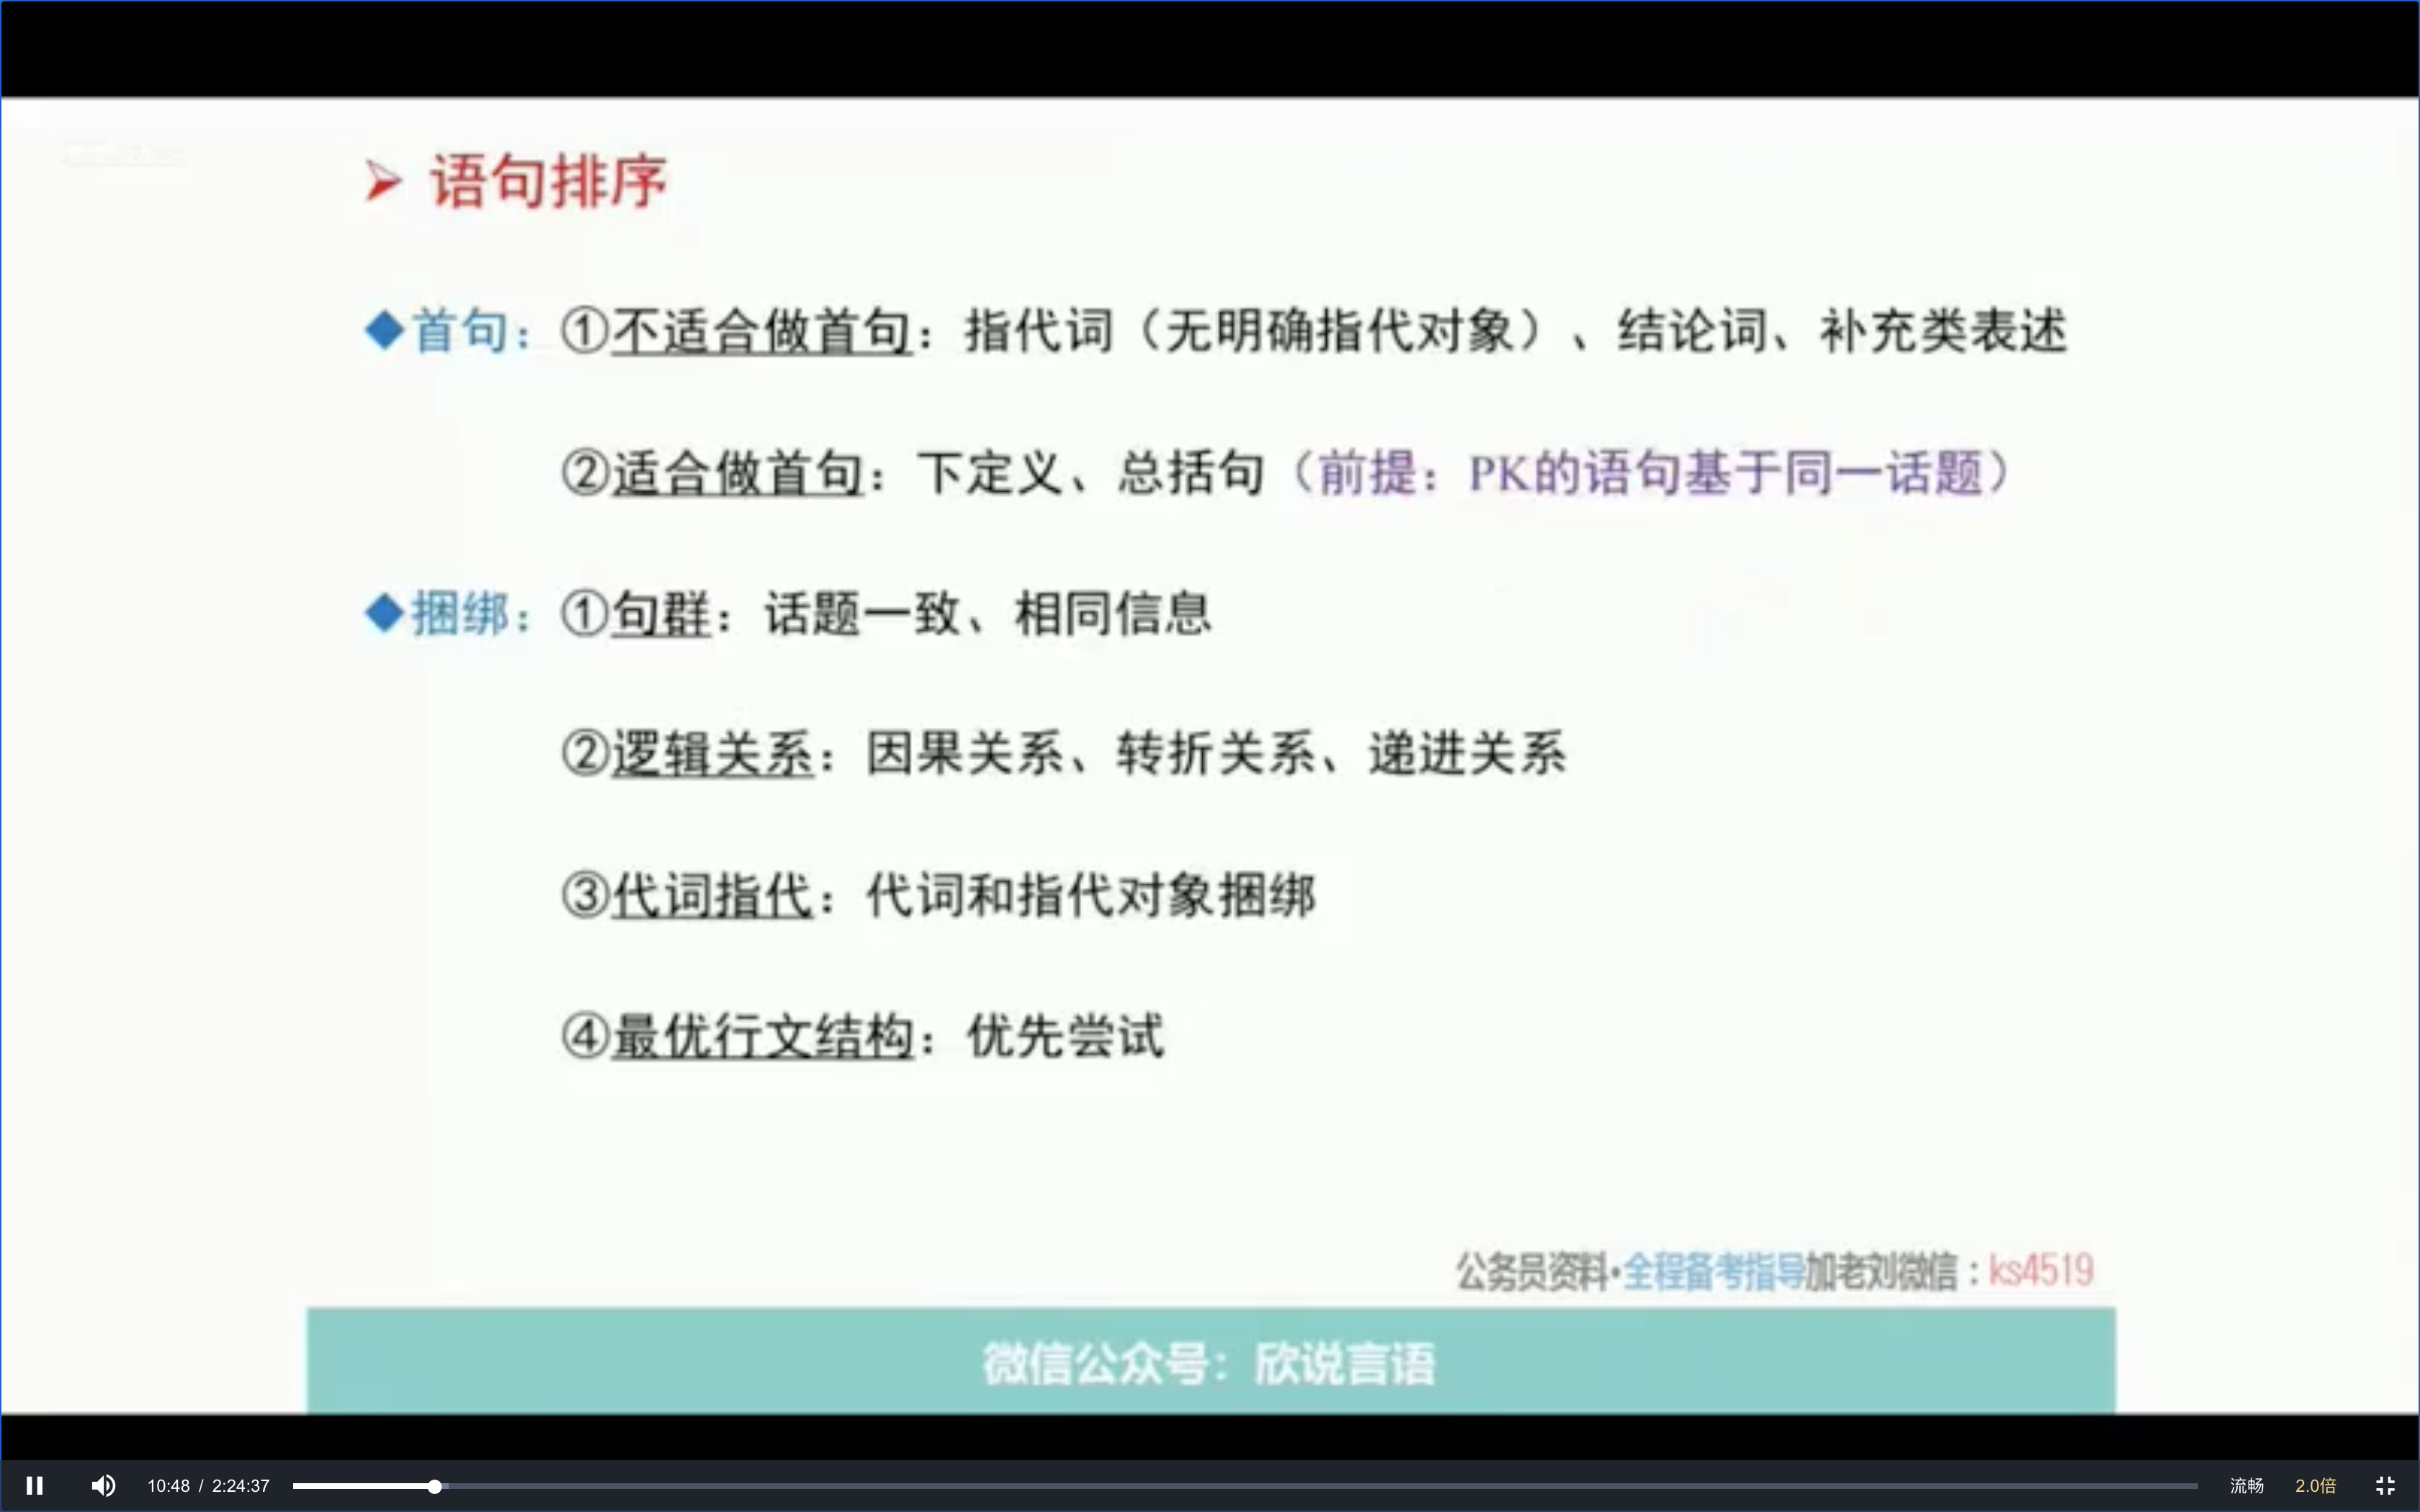 语句排序
首句：①不适合做首句：指代词（无明确指代对象）、结论词、补充类表述
②适合做首句：下定义、总括句（前提：PK的语句基于同一话题）
捆绑：①句群：话题一致、相同信息
②逻辑关系：因果关系、转折关系、递进关系
③代词指代：代词和指代对象捆绑
④最优行文结构：优先尝试
公务员资料·全程备考指导加老刘微信：ks4519
微信公众号：欣说言语
10:48 / 2:24:37 流畅 2.0倍